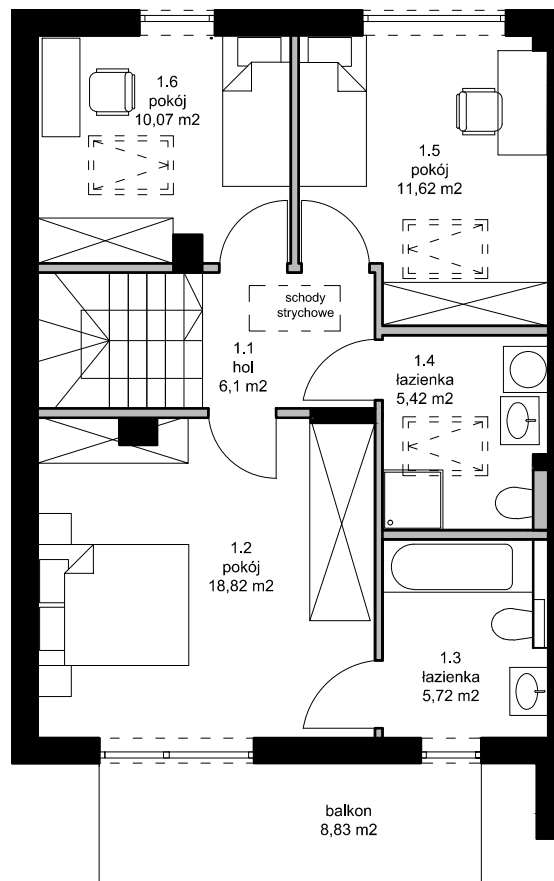 1.6
pokój
10,07 m2
1.5
pokój
11,62 m2
schody
strychowe
1.1
hol
6,1 m2
1.4
łazienka
5,42 m2
1.2
pokój
18,82 m2
1.3
łazienka
5,72 m2
balkon
8,83 m2